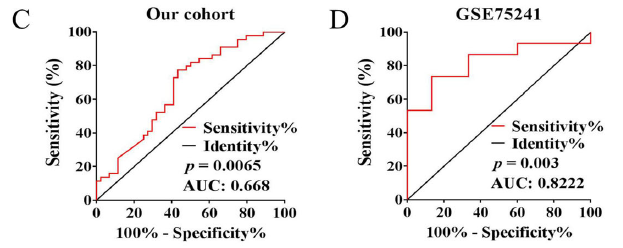 C
Our cohort
Sensitivity (%)
100
80
60
40
20
0
Sensitivity%
Identity%
p = 0.0065
AUC: 0.668
0 20 40 60 80 100
100% - Specificity%
D
GSE75241
Sensitivity (%)
100
80
60
40
20
0
Sensitivity%
Identity%
p = 0.003
AUC: 0.8222
0 20 40 60 80 100
100% - Specificity%